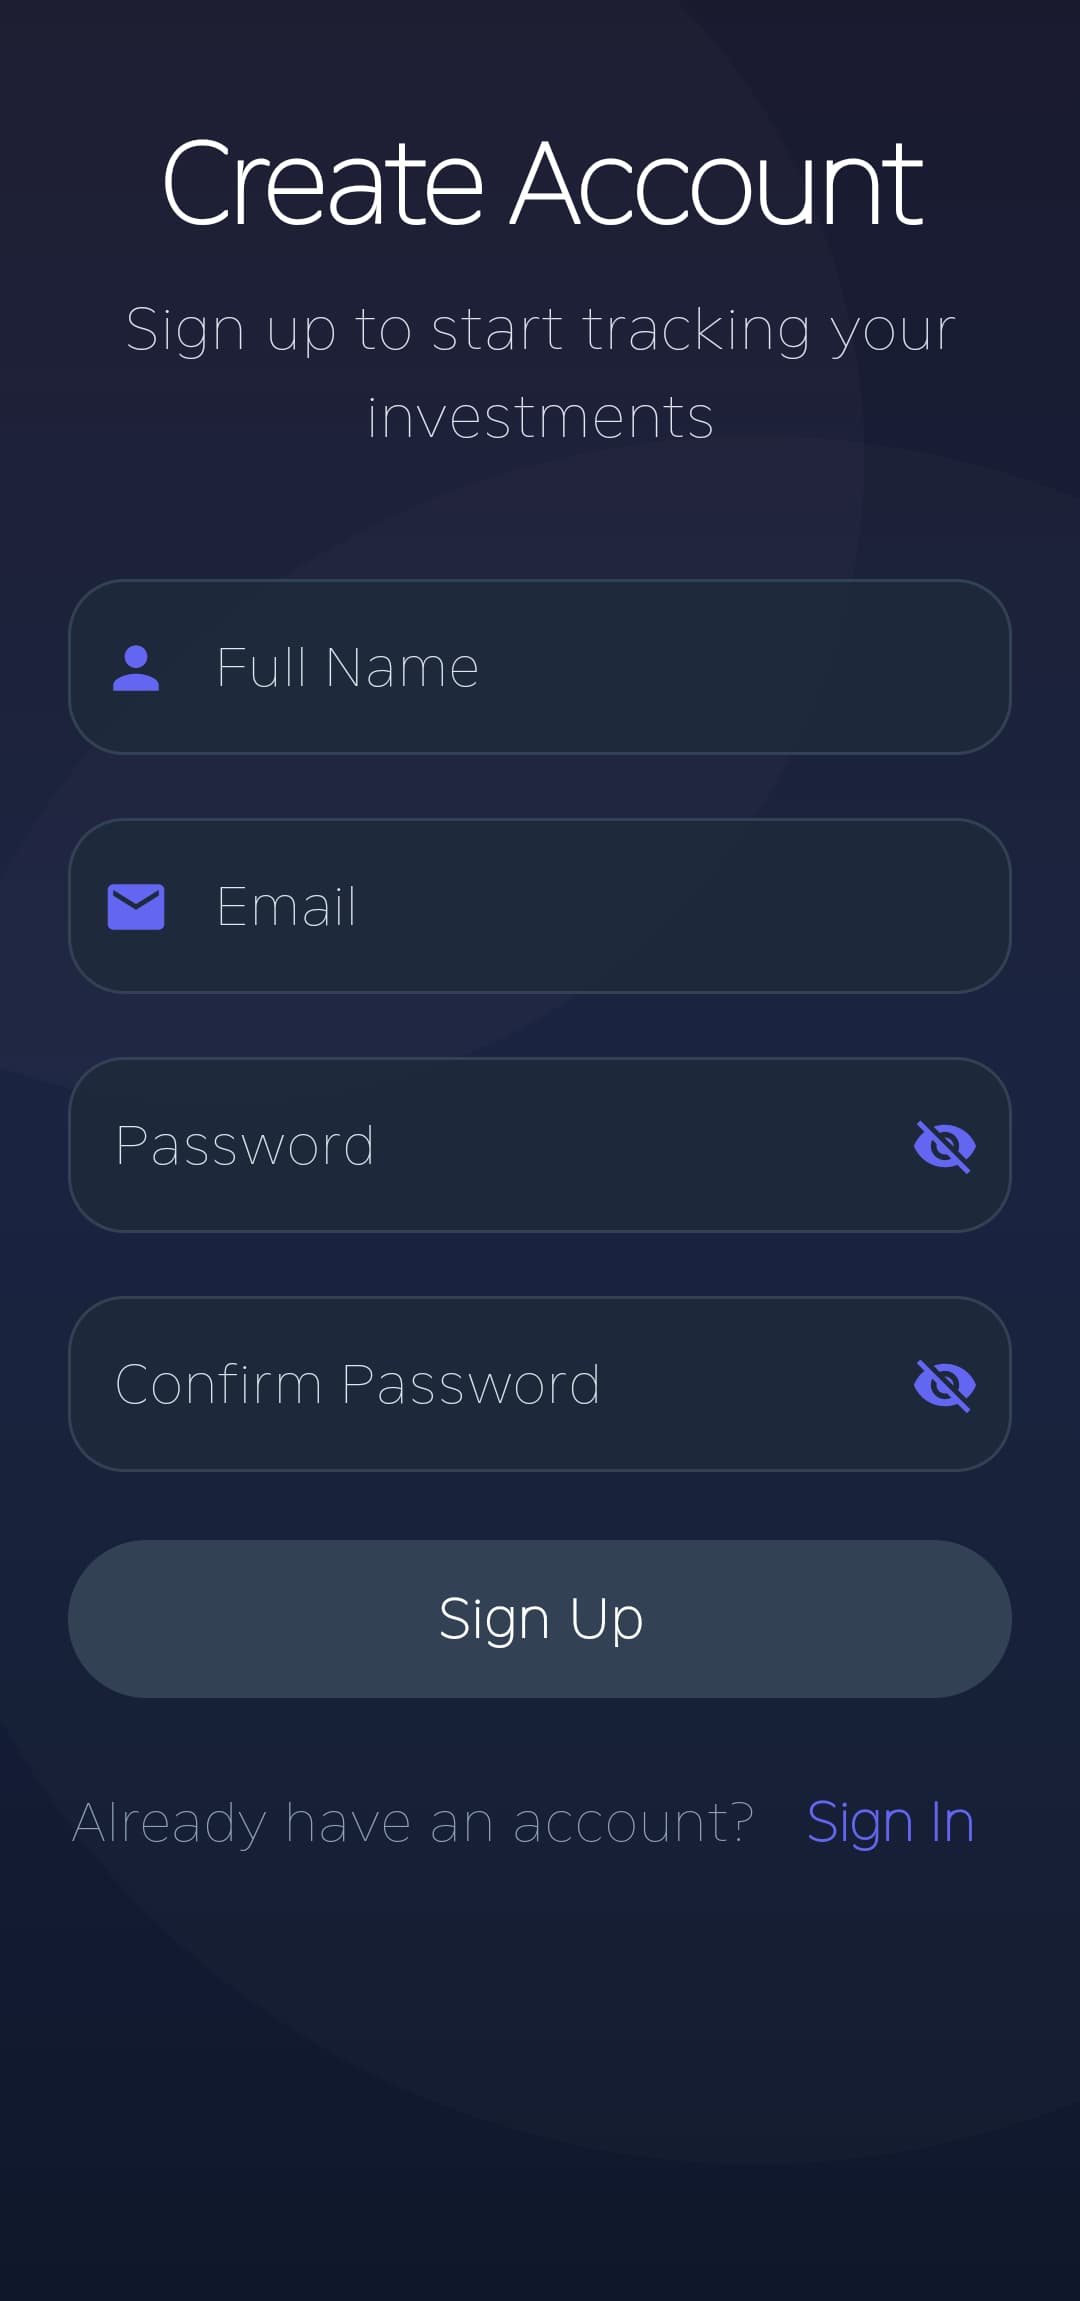 Create Account
Sign up to start tracking your
investments
Full Name
Email
Password
Confirm Password
Sign Up
Already have an account? Sign In